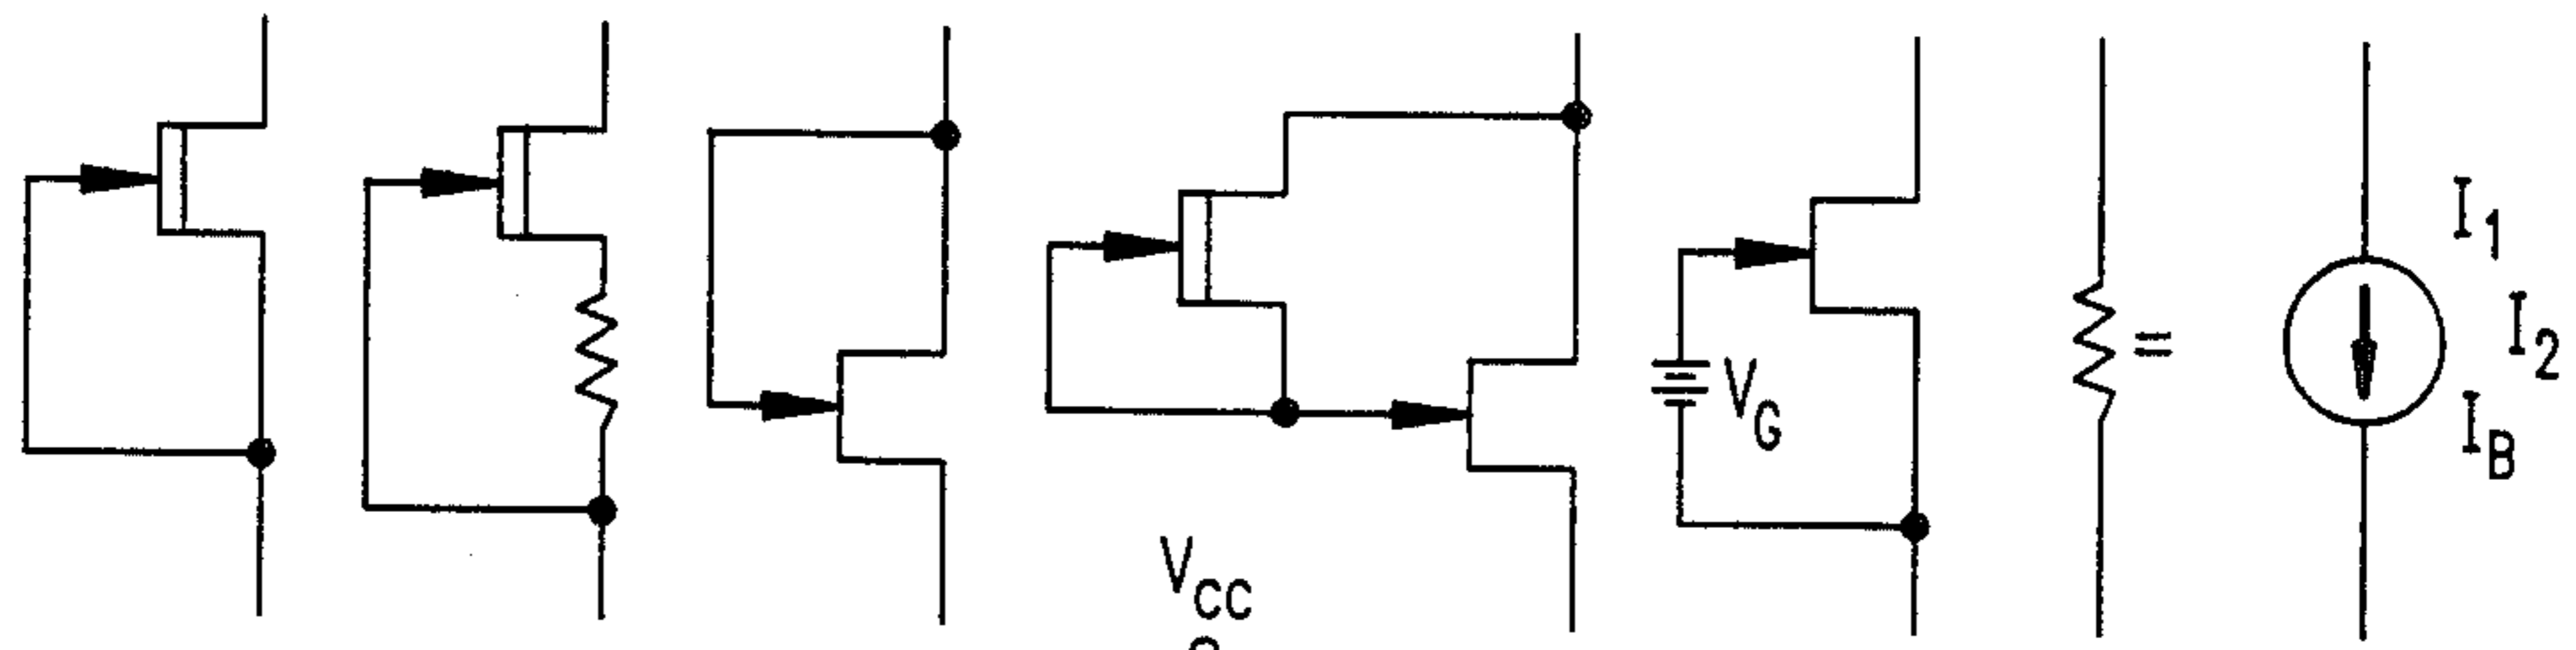 V_G
=
I_1
I_2
I_B
V_CC